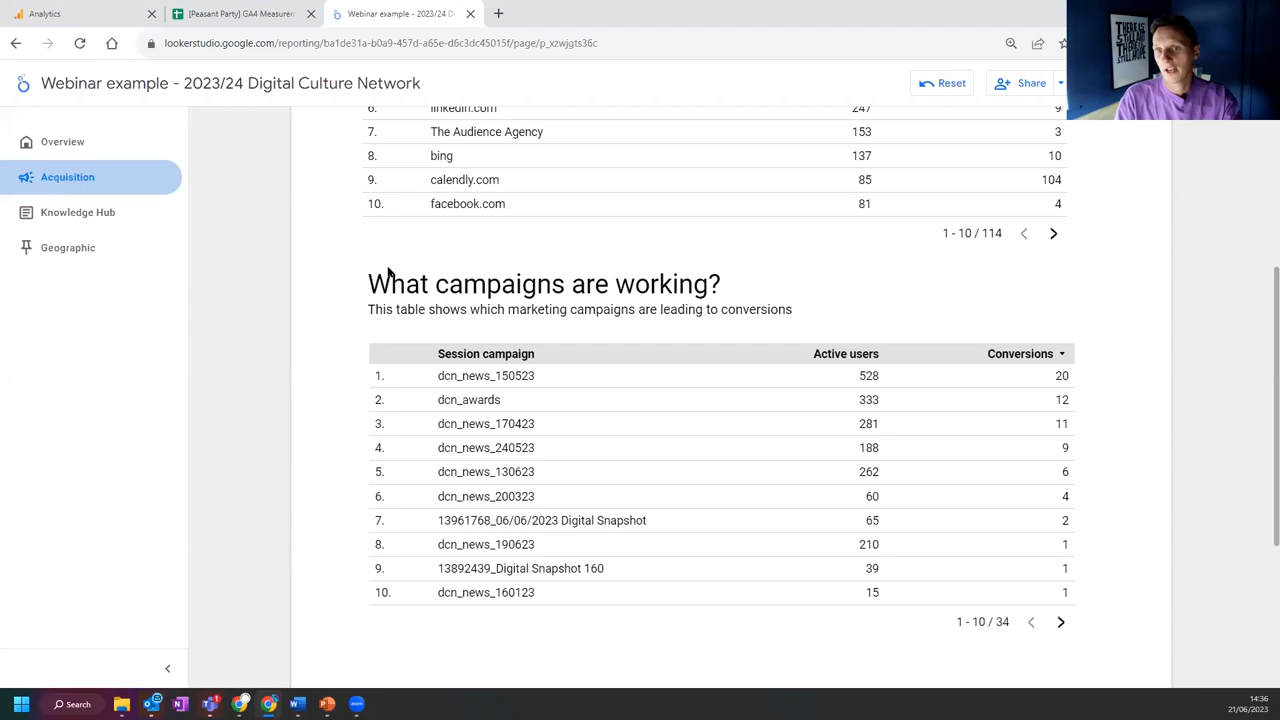 Analytics
[Peasant Party] GA4 Measurem
Webinar example - 2023/24 Di
lookerstudio.google.com/reporting/ba1de31a-b0a9-457c-a65e-d6c3dc45015f/page/p_xzwjgts36c
THERE IS
STILL
Webinar example - 2023/24 Digital Culture Network
Reset
Share
Overview
Acquisition
Knowledge Hub
Geographic
6. linkedin.com 247 9
7. The Audience Agency 153 3
8. bing 137 10
9. calendly.com 85 104
10. facebook.com 81 4
1 - 10 / 114
What campaigns are working?
This table shows which marketing campaigns are leading to conversions
Session campaign Active users Conversions
1. dcn_news_150523 528 20
2. dcn_awards 333 12
3. dcn_news_170423 281 11
4. dcn_news_240523 188 9
5. dcn_news_130623 262 6
6. dcn_news_200323 60 4
7. 13961768_06/06/2023 Digital Snapshot 65 2
8. dcn_news_190623 210 1
9. 13892439_Digital Snapshot 160 39 1
10. dcn_news_160123 15 1
1 - 10 / 34
Search
14:36
21/06/2023